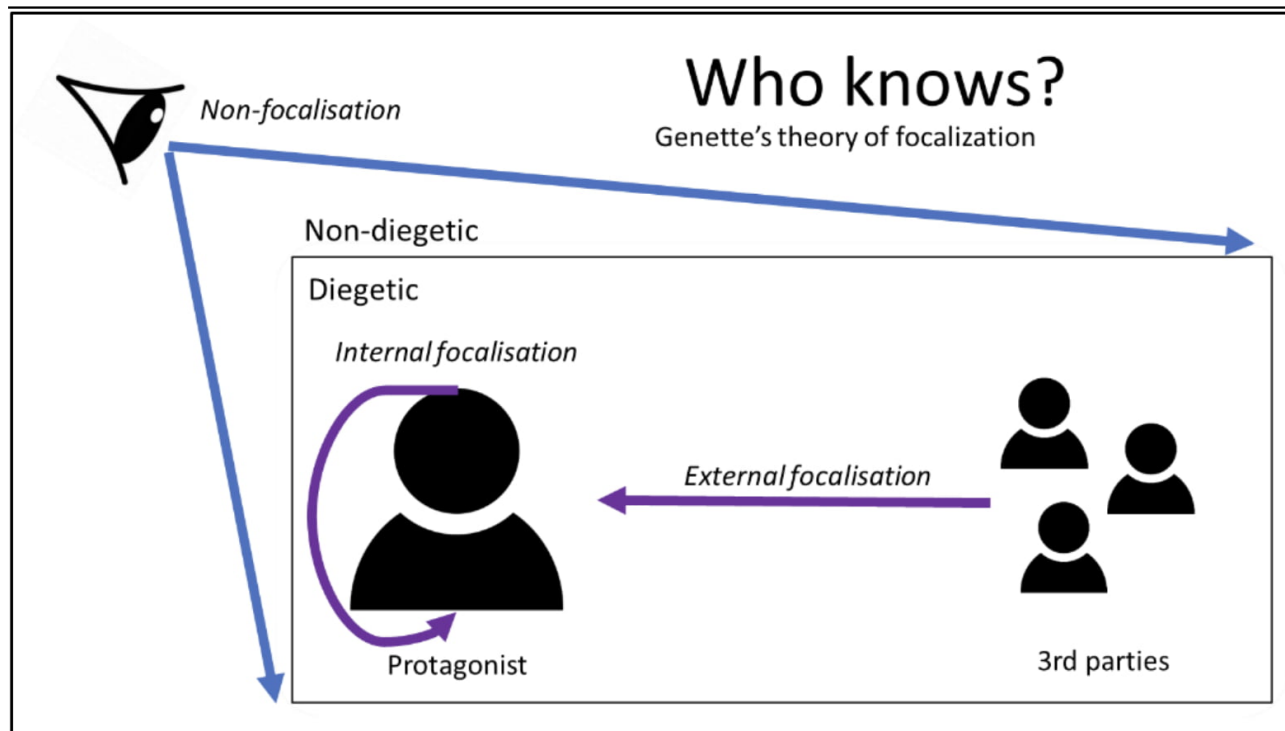 Who knows?
Non-focalisation
Genette's theory of focalization
Non-diegetic
Diegetic
Internal focalisation
External focalisation
Protagonist
3rd parties